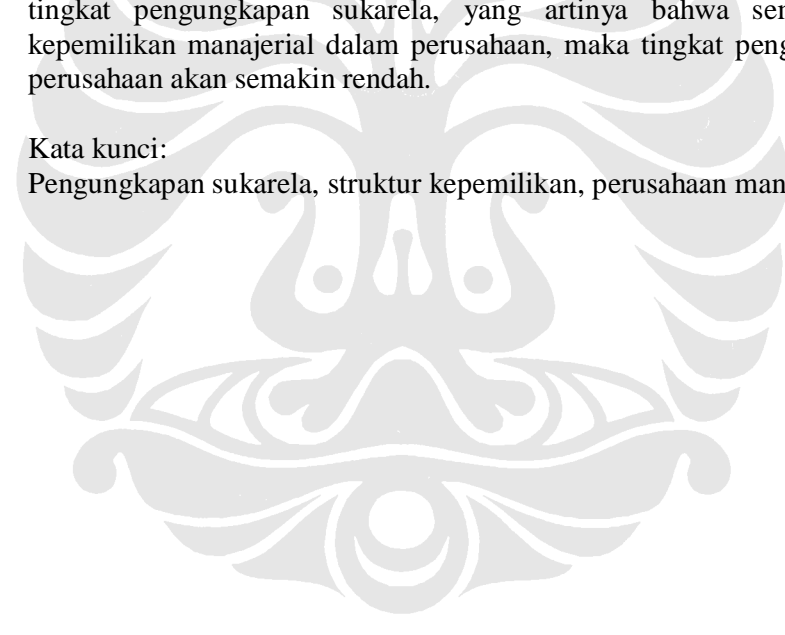 tingkat pengungkapan sukarela, yang artinya bahwa
kepemilikan manajerial dalam perusahaan, maka tingkat
perusahaan akan semakin rendah.
Kata kunci:
Pengungkapan sukarela, struktur kepemilikan, perusahaan